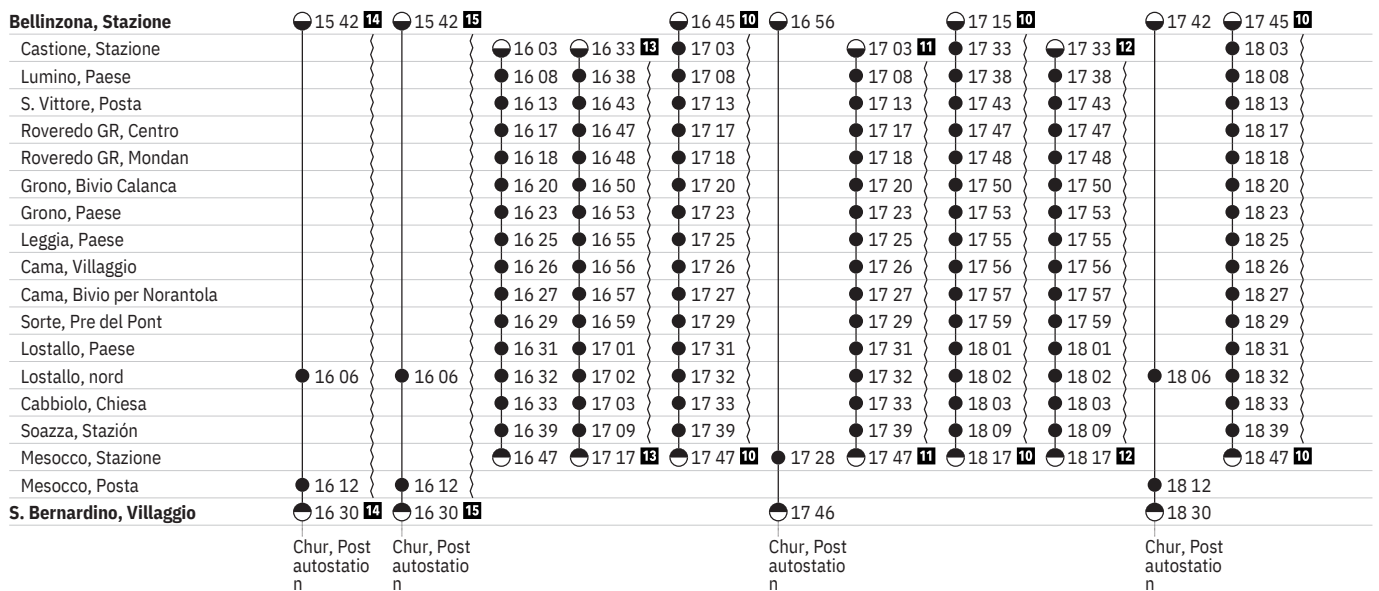 Bellinzona, Stazione 15 42 14 15 42 15 16 45 10 16 56 17 15 10 17 42 17 45 10
Castione, Stazione 16 03 16 33 13 17 03 17 03 11 17 33 17 33 12 18 03
Lumino, Paese 16 08 16 38 17 08 17 08 17 38 17 38 18 08
S. Vittore, Posta 16 13 16 43 17 13 17 13 17 43 17 43 18 13
Roveredo GR, Centro 16 17 16 47 17 17 17 17 17 47 17 47 18 17
Roveredo GR, Mondan 16 18 16 48 17 18 17 18 17 48 17 48 18 18
Grono, Bivio Calanca 16 20 16 50 17 20 17 20 17 50 17 50 18 20
Grono, Paese 16 23 16 53 17 23 17 23 17 53 17 53 18 23
Leggia, Paese 16 25 16 55 17 25 17 25 17 55 17 55 18 25
Cama, Villaggio 16 26 16 56 17 26 17 26 17 56 17 56 18 26
Cama, Bivio per Norantola 16 27 16 57 17 27 17 27 17 57 17 57 18 27
Sorte, Pre del Pont 16 29 16 59 17 29 17 29 17 59 17 59 18 29
Lostallo, Paese 16 31 17 01 17 31 17 31 18 01 18 01 18 31
Lostallo, nord 16 06 16 06 16 32 17 02 17 32 17 32 18 02 18 02 18 06 18 32
Cabbiolo, Chiesa 16 33 17 03 17 33 17 33 18 03 18 03 18 33
Soazza, Stazión 16 39 17 09 17 39 17 39 18 09 18 09 18 39
Mesocco, Stazione 16 47 17 17 13 17 47 10 17 28 17 47 11 18 17 10 18 17 12 18 47 10
Mesocco, Posta 16 12 16 12 18 12
S. Bernardino, Villaggio 16 30 14 16 30 15 17 46 18 30
Chur, Post Chur, Post Chur, Post Chur, Post
autostatio autostatio autostatio autostatio
n n n n